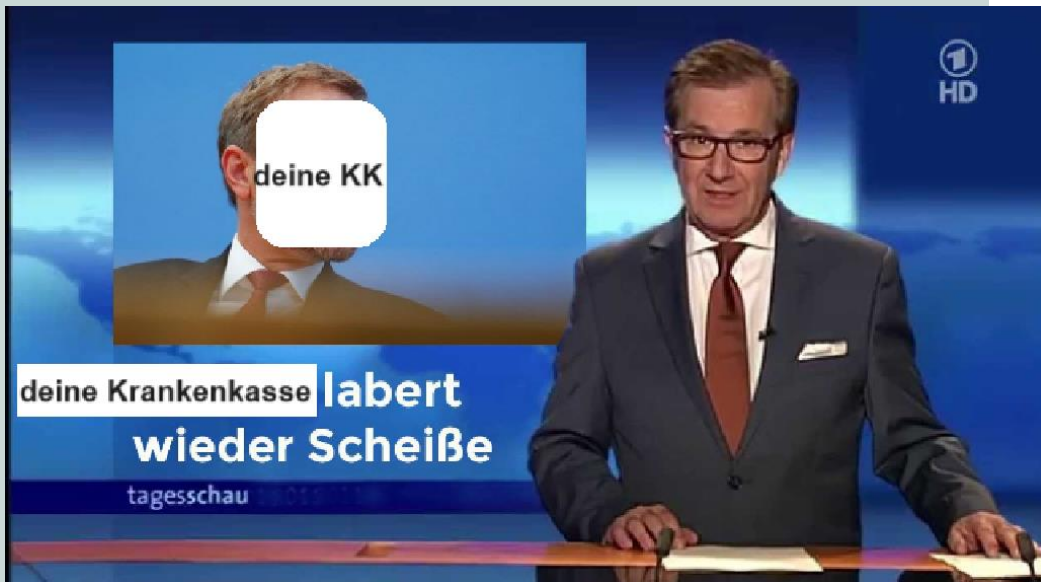 deine KK
deine Krankenkasse labert
wieder Scheiße
tagesschau
1
HD